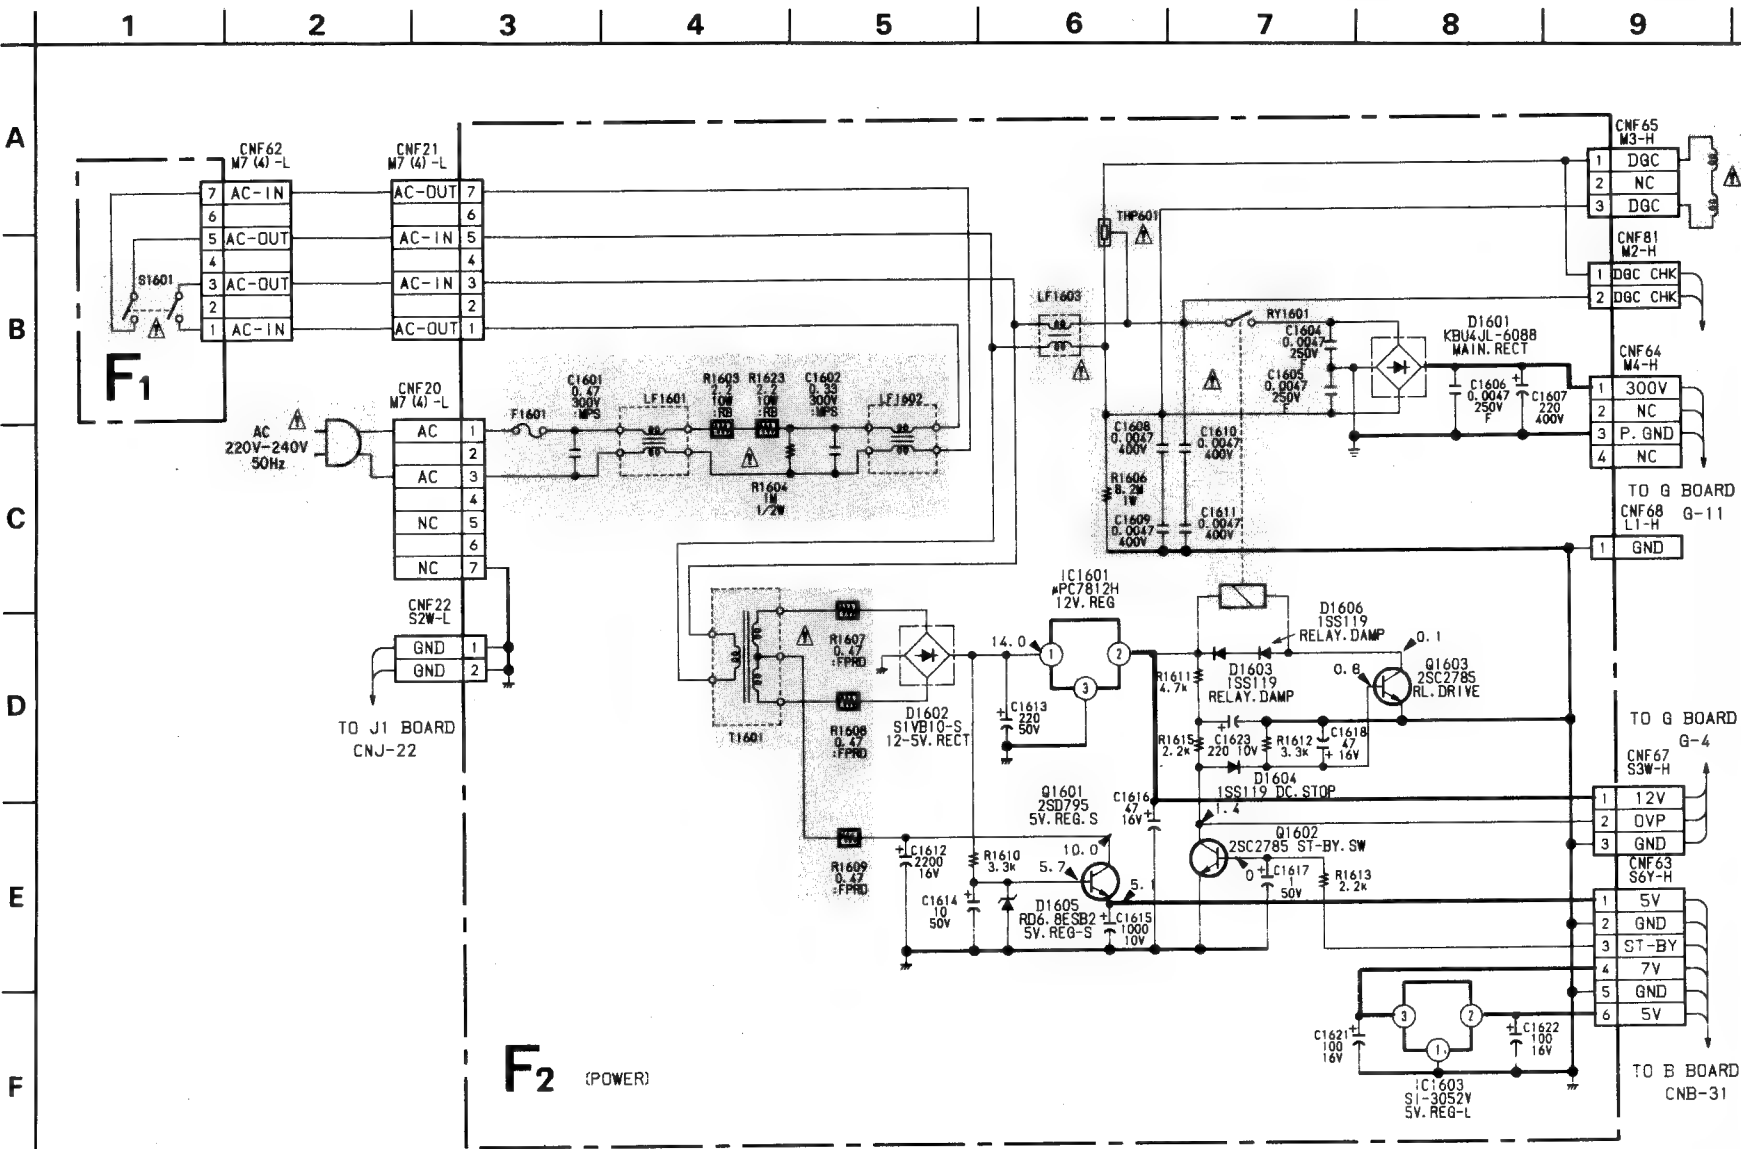 1 2 3 4 5 6 7 8 9
A
B
C
D
E
F
CNF62
M7 (4) -L
7 AC-IN
6
5 AC-OUT
4
3 AC-OUT
2
1 AC-IN
S1601
F1
CNF21
M7 (4) -L
AC-OUT 7
6
AC-IN 5
4
AC-IN 3
2
AC-OUT 1
CNF20
M7 (4) -L
AC 1
2
AC 3
4
NC 5
6
NC 7
AC
220V-240V
50Hz
CNF22
S2W-L
GND 1
GND 2
TO J1 BOARD
CNJ-22
F1601
C1601
0.47
300V
:MPS
LF1601
R1603
2.2
10W
:RB
R1623
2.2
10W
:RB
C1602
0.33
300V
:MPS
LF1602
R1604
1M
1/2W
THP601
LF1603
RY1601
C1604
0.0047
250V
F
C1605
0.0047
250V
F
D1601
KBU4JL-6088
MAIN.RECT
C1606
0.0047
250V
F
C1607
220
400V
C1608
0.0047
400V
C1610
0.0047
400V
R1606
8.2M
1W
C1609
0.0047
400V
C1611
0.0047
400V
CNF65
M3-H
1 DGC
2 NC
3 DGC
CNF81
M2-H
1 DGC CHK
2 DGC CHK
CNF64
M4-H
1 300V
2 NC
3 P.GND
4 NC
TO G BOARD
G-11
CNF68
L1-H
1 GND
T1601
R1607
0.47
:FPRD
R1608
0.47
:FPRD
R1609
0.47
:FPRD
D1602
S1VB10-S
12-5V.RECT
IC1601
μPC7812H
12V.REG
14.0
1
2
3
C1613
220
50V
D1606
1SS119
RELAY.DAMP
D1603
1SS119
RELAY.DAMP
0.1
0.8
Q1603
2SC2785
RL.DRIVE
R1611
4.7k
R1615
2.2k
C1623
220 10V
R1612
3.3k
C1618
47
16V
D1604
1SS119 DC.STOP
1.4
Q1601
2SD795
5V.REG.S
C1616
47
16V
10.0
5.7
5.1
C1612
2200
16V
R1610
3.3k
C1614
10
50V
D1605
RD6.8ESB2
5V.REG-S
C1615
1000
10V
Q1602
2SC2785 ST-BY.SW
0
C1617
1
50V
R1613
2.2k
TO G BOARD
G-4
CNF67
S3W-H
1 12V
2 OVP
3 GND
CNF63
S6Y-H
1 5V
2 GND
3 ST-BY
4 7V
5 GND
6 5V
C1621
100
16V
3
2
1
C1622
100
16V
IC1603
SI-3052V
5V.REG-L
TO B BOARD
CNB-31
F2 (POWER)